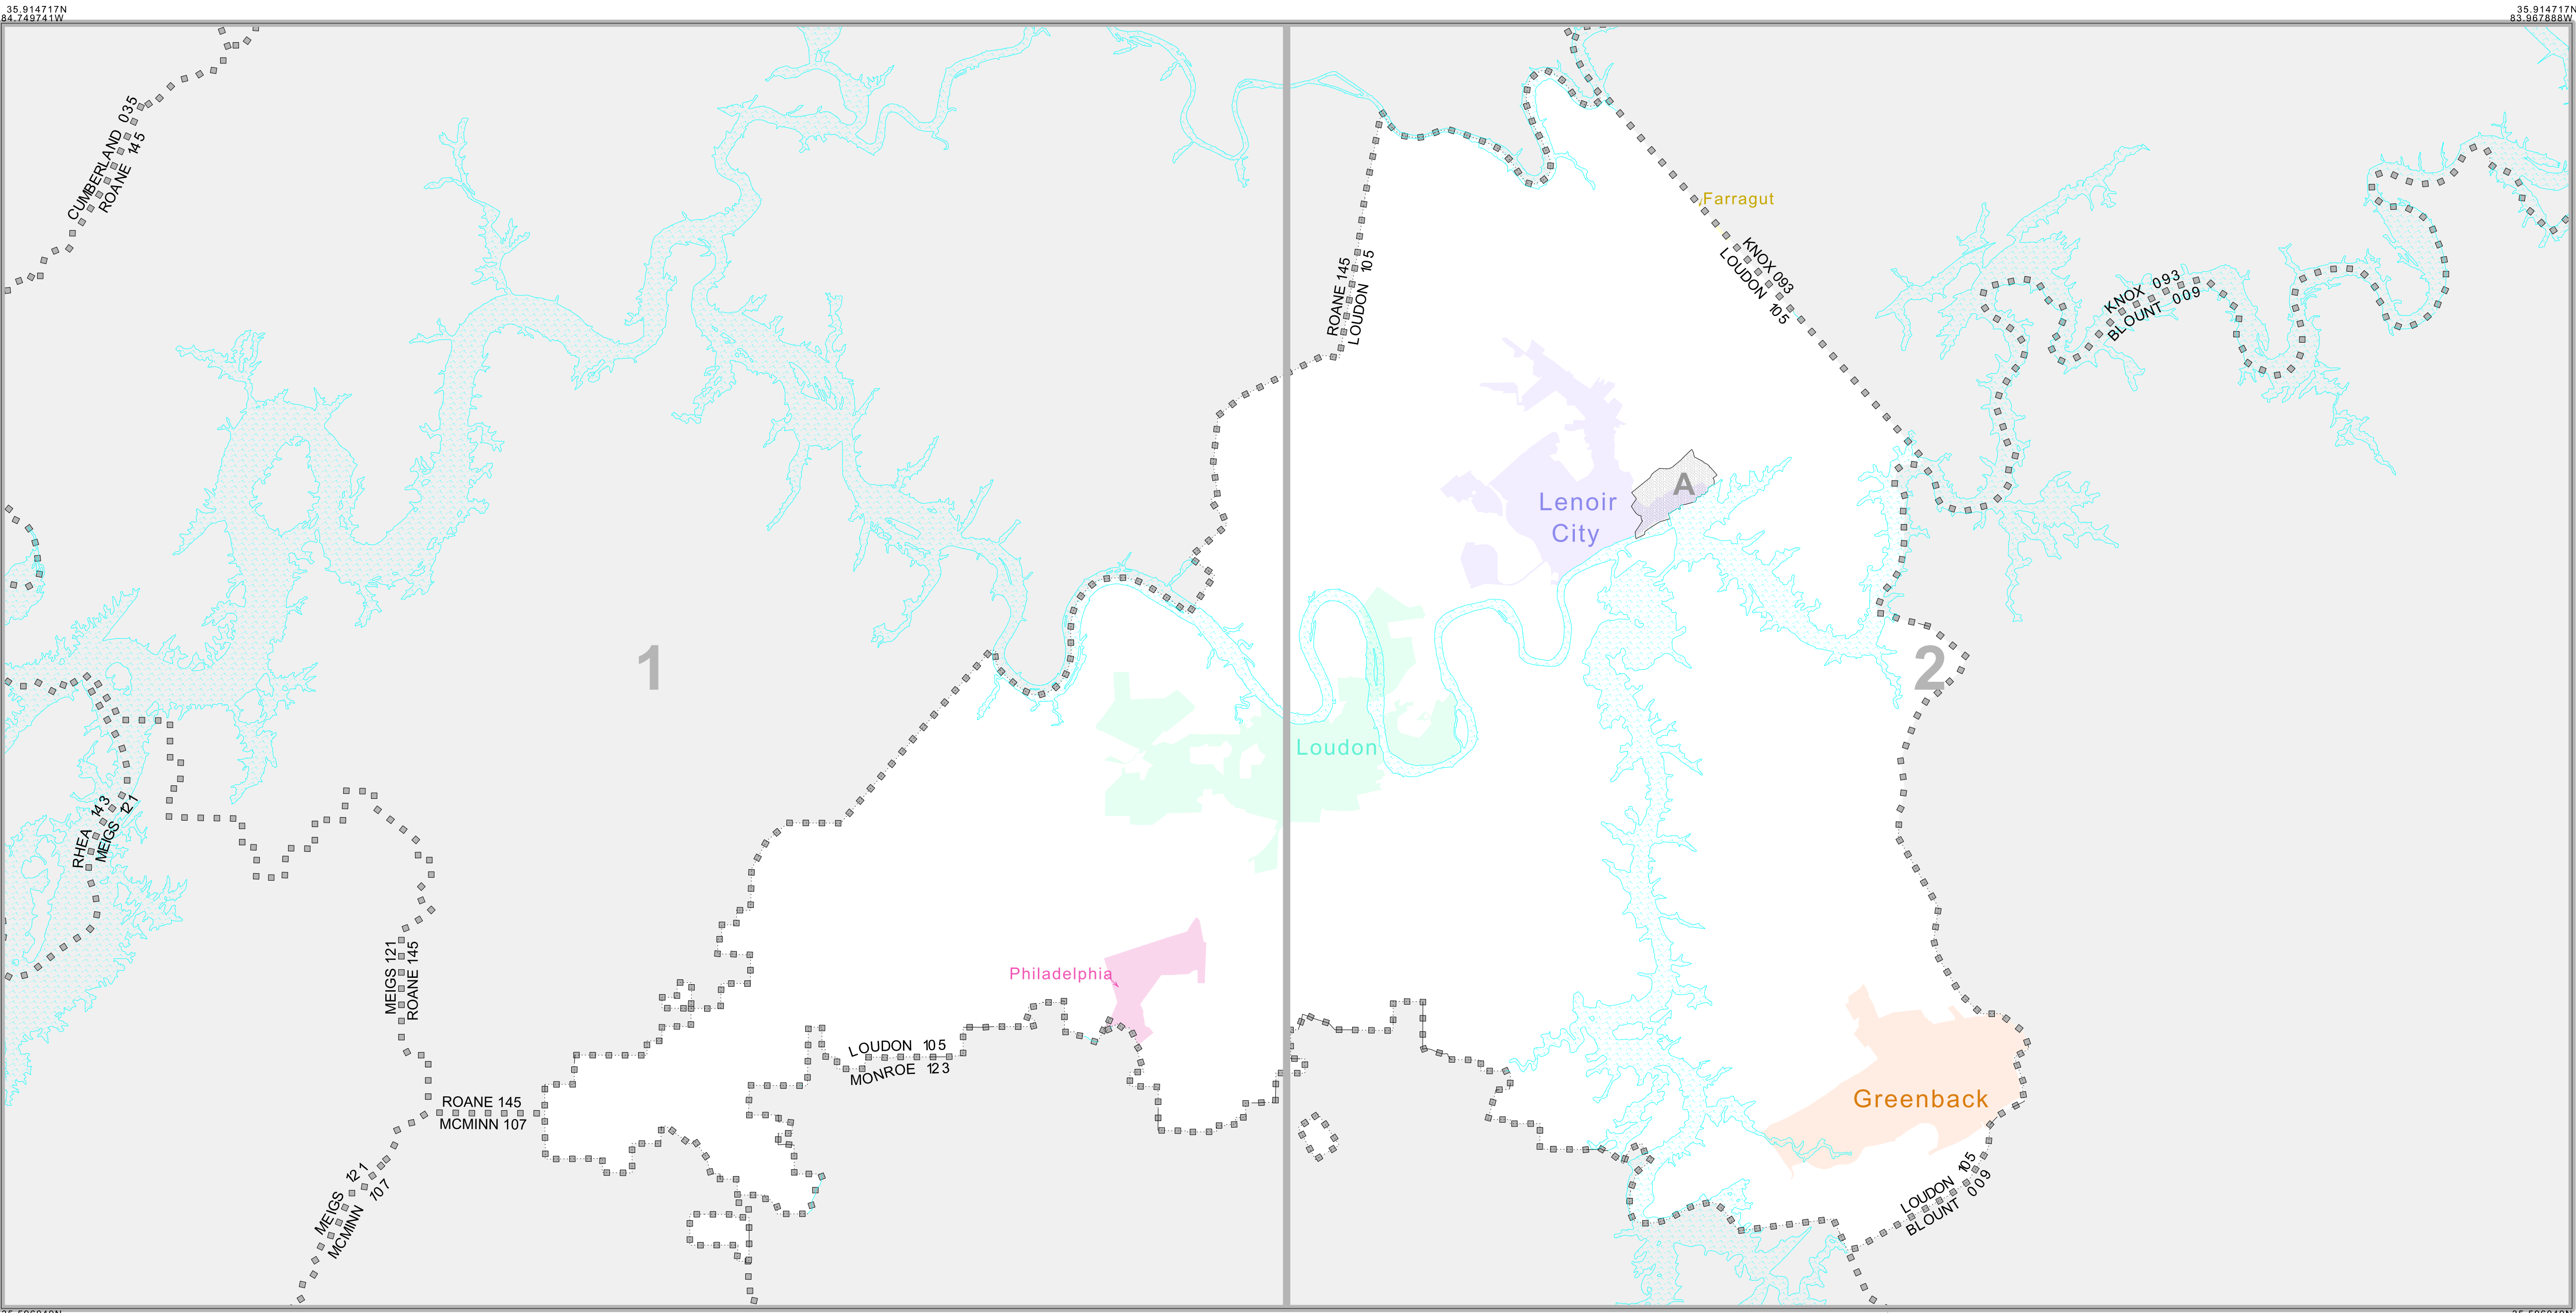 35.914717N
84.749741W
35.914717N
83.967888W
CUMBERLAND 035
ROANE 145
Farragut
KNOX 093
LOUDON 105
ROANE 145
LOUDON 105
KNOX 093
BLOUNT 009
A
Lenoir
City
1
2
Loudon
RHEA 143
MEIGS 121
MEIGS 121
ROANE 145
Philadelphia
LOUDON 105
MONROE 123
ROANE 145
MCMINN 107
Greenback
MEIGS 121
MCMINN 107
LOUDON 105
BLOUNT 009